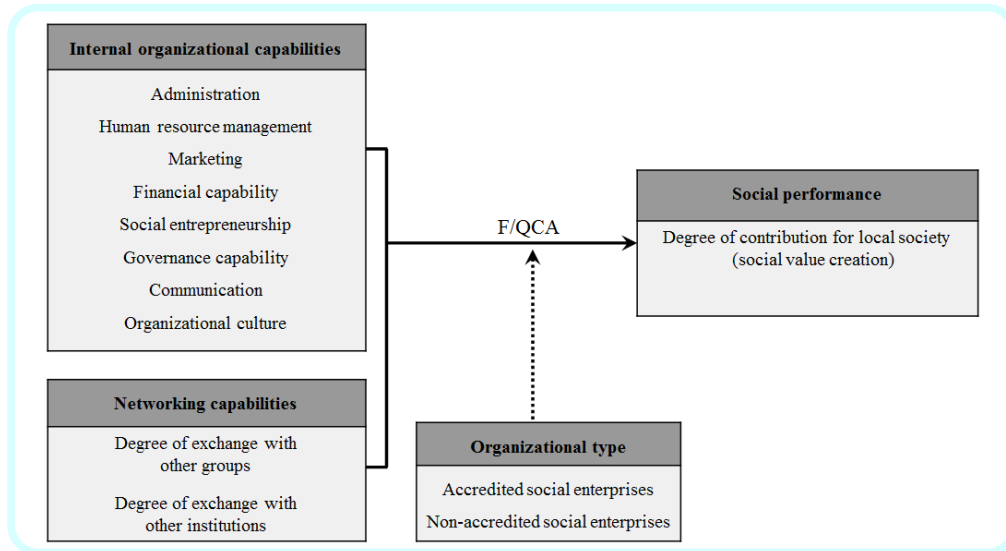 Internal organizational capabilities
Administration
Human resource management
Marketing
Financial capability
Social entrepreneurship
Governance capability
Communication
Organizational culture
Networking capabilities
Degree of exchange with
other groups
Degree of exchange with
other institutions
F/QCA
Organizational type
Accredited social enterprises
Non-accredited social enterprises
Social performance
Degree of contribution for local society
(social value creation)